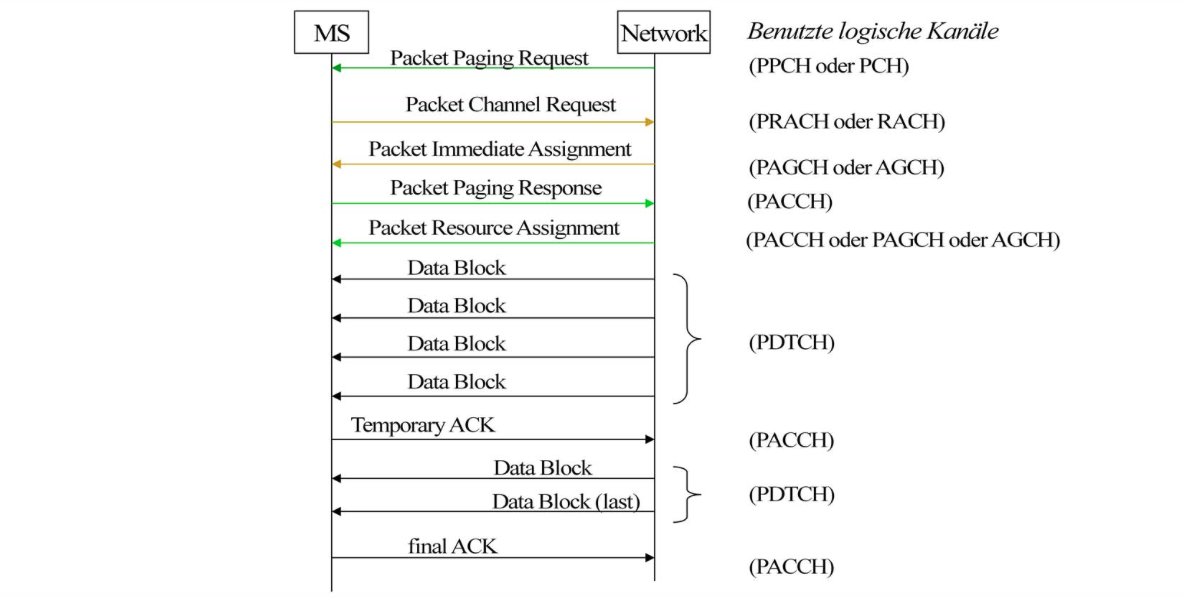 MS
Network
Benutzte logische Kanäle
Packet Paging Request
(PPCH oder PCH)
Packet Channel Request
(PRACH oder RACH)
Packet Immediate Assignment
(PAGCH oder AGCH)
Packet Paging Response
(PACCH)
Packet Resource Assignment
(PACCH oder PAGCH oder AGCH)
Data Block
Data Block
Data Block
Data Block
(PDTCH)
Temporary ACK
(PACCH)
Data Block
Data Block (last)
(PDTCH)
final ACK
(PACCH)